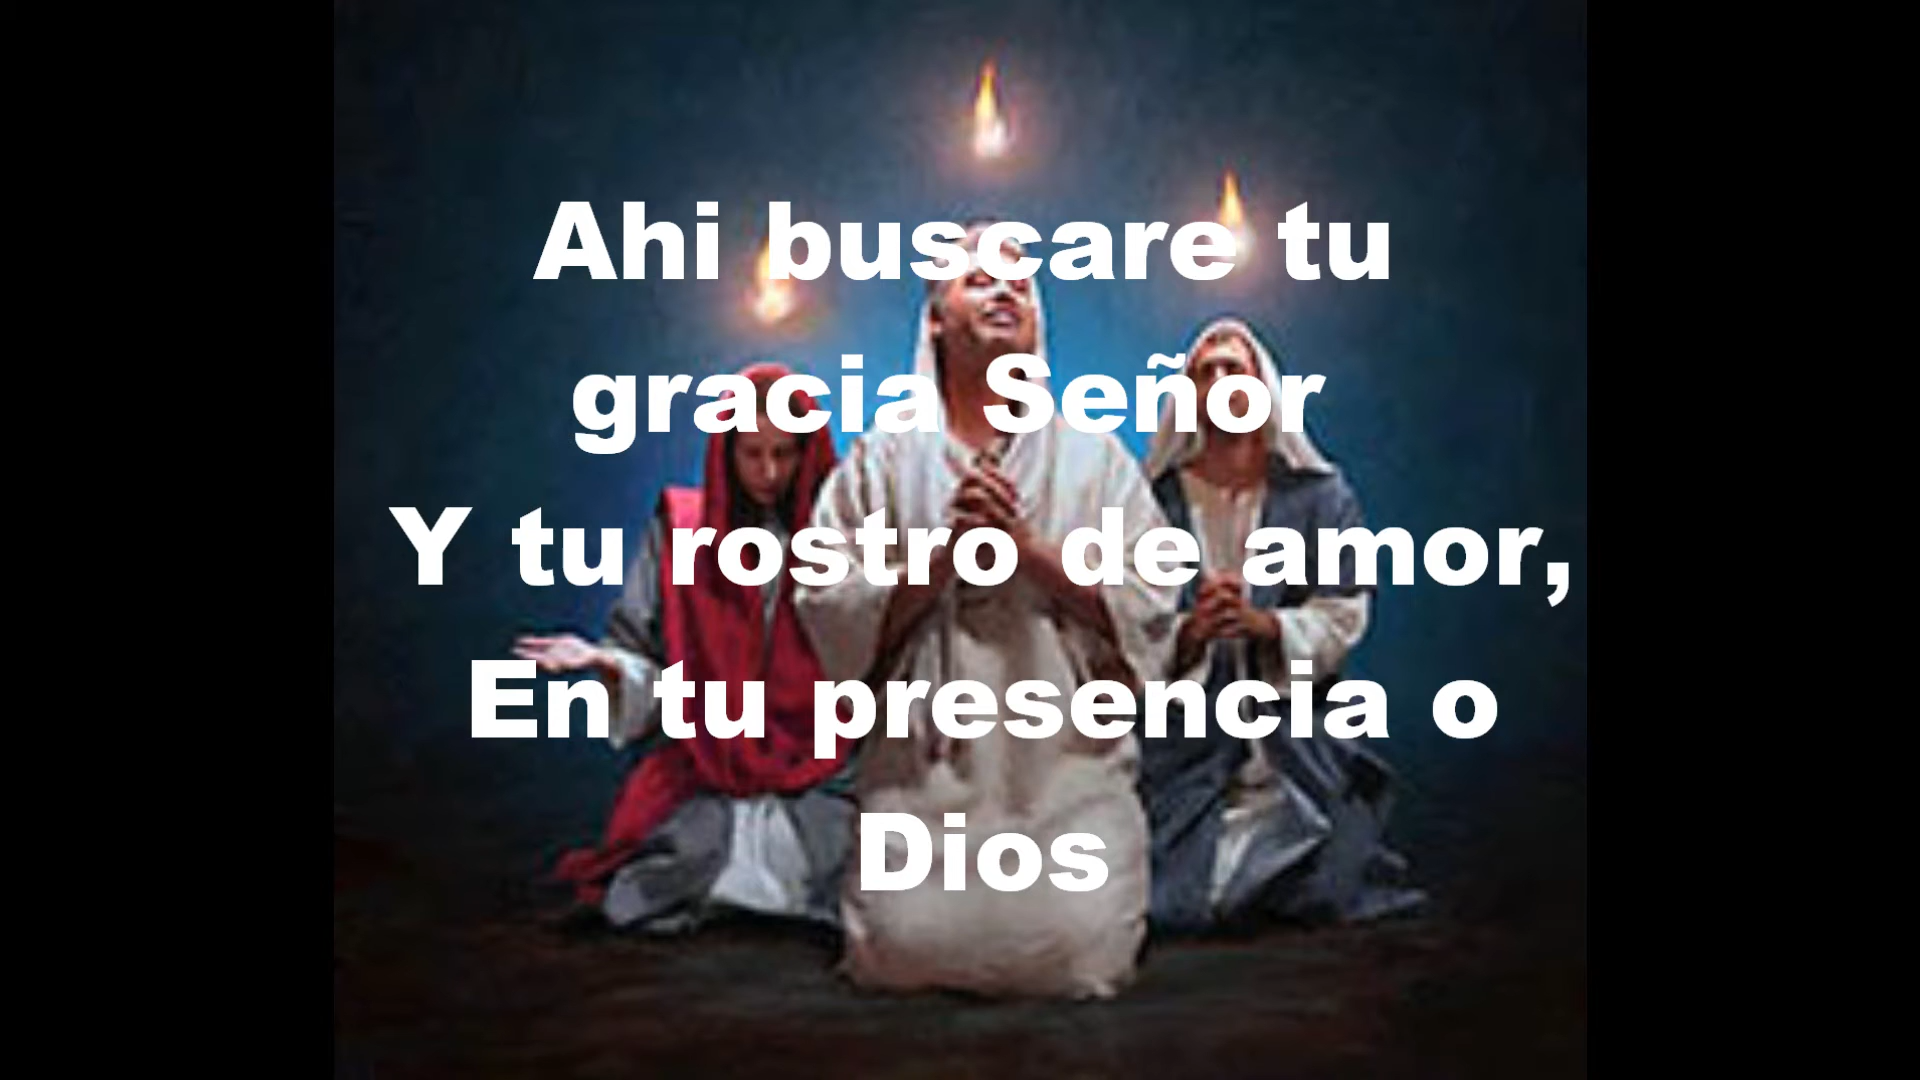 Ahi buscare tu
gracia Señor
Y tu rostro de amor,
En tu presencia o
Dios